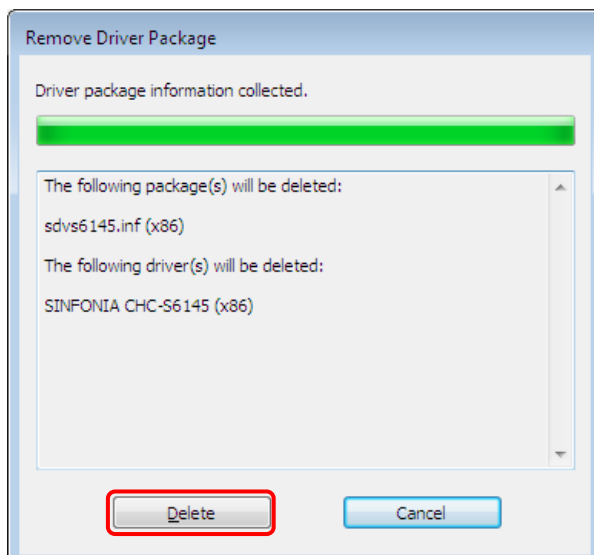 Remove Driver Package
Driver package information collected.
The following package(s) will be deleted:
sdvs6145.inf (x86)
The following driver(s) will be deleted:
SINFONIA CHC-S6145 (x86)
Delete
Cancel